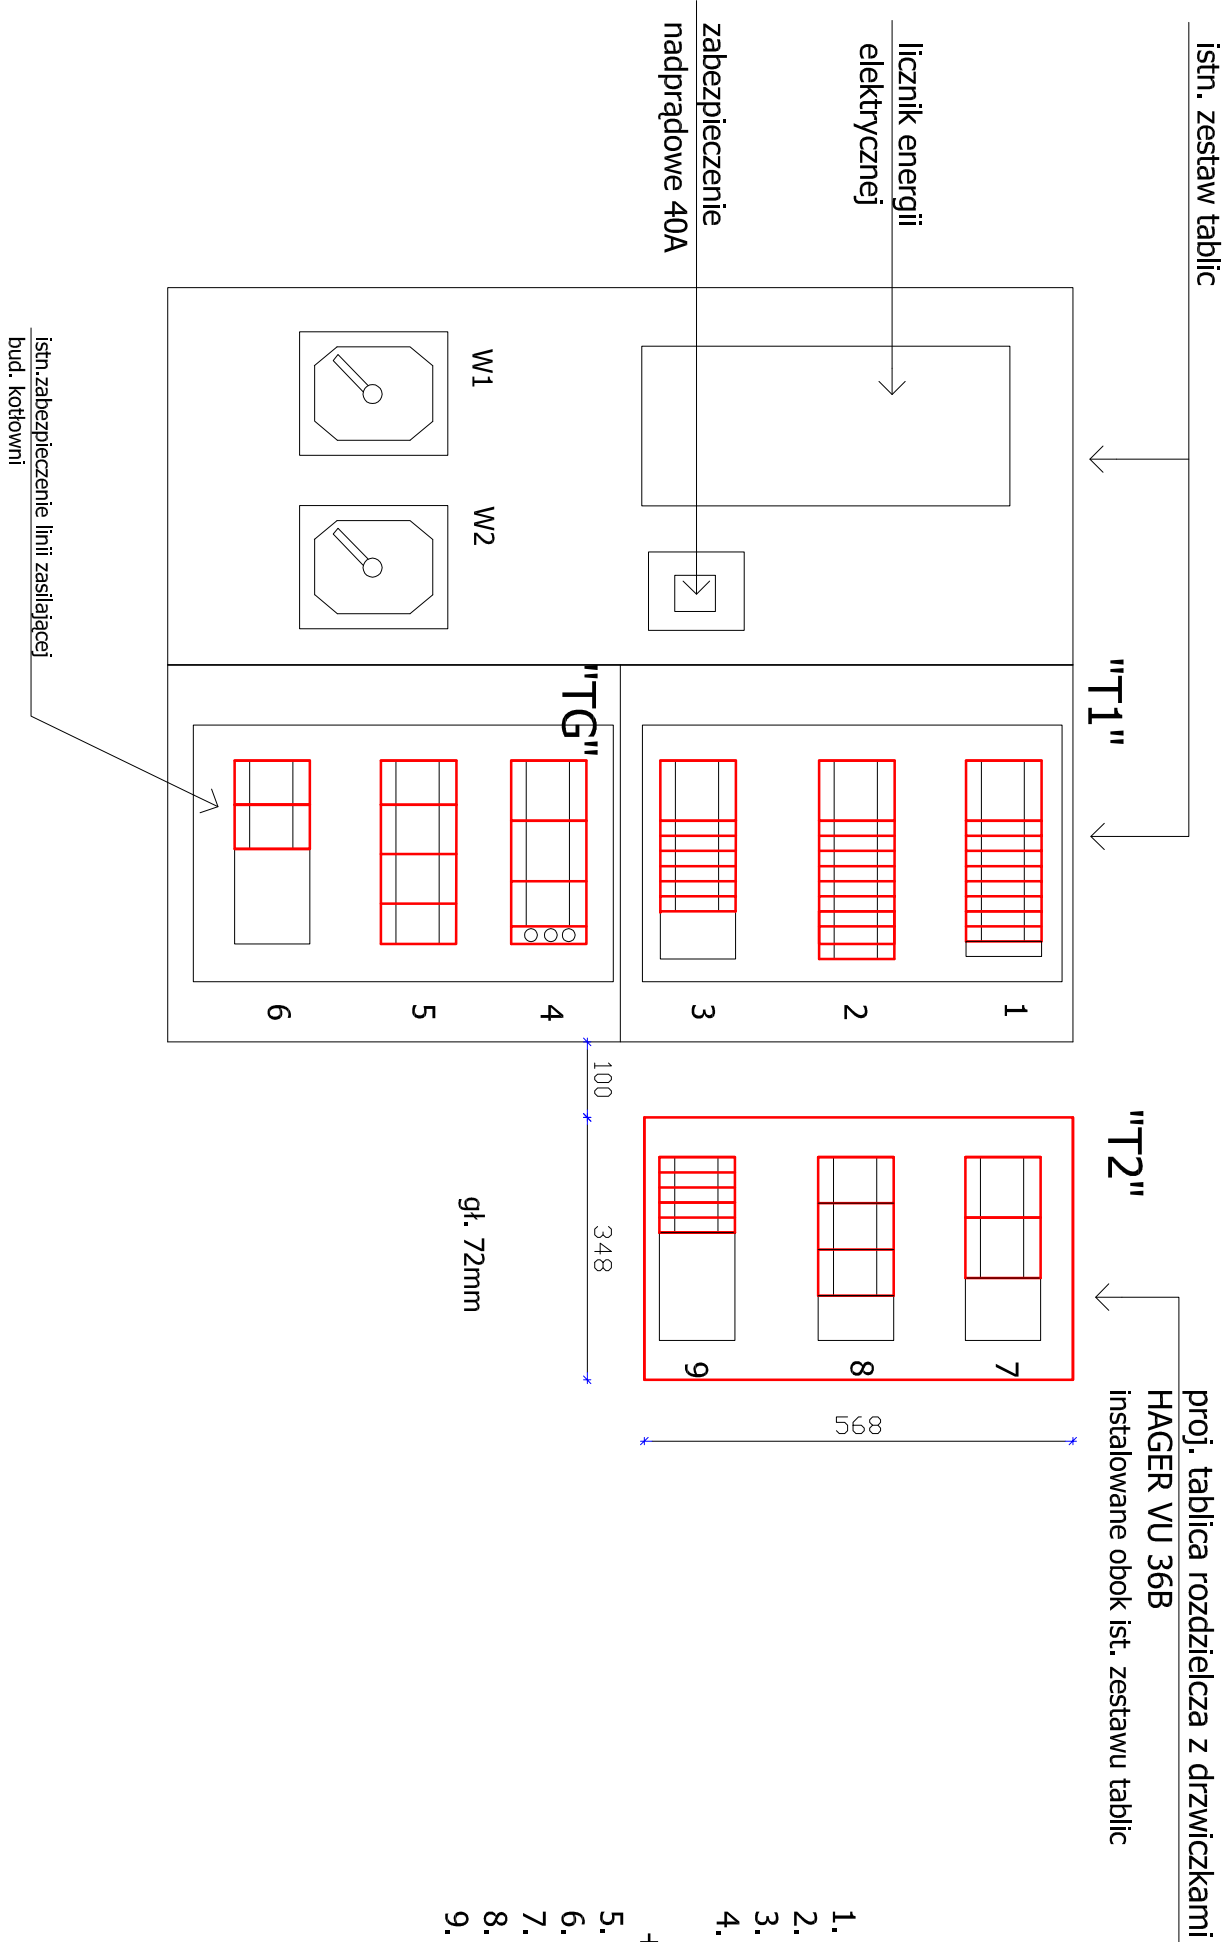 istn. zestaw tablic
licznik energii
elektrycznej
zabezpieczenie
nadprądowe 40A
W1
W2
istn.zabezpieczenie linii zasilającej
bud. kotłowni
"T1"
"TG"
1
2
3
4
5
6
100
348
568
gł. 72mm
"T2"
7
8
9
proj. tablica rozdzielcza z drzwiczkami
HAGER VU 36B
instalowane obok ist. zestawu tablic
1.
2.
3.
4.
5.
6.
7.
8.
9.